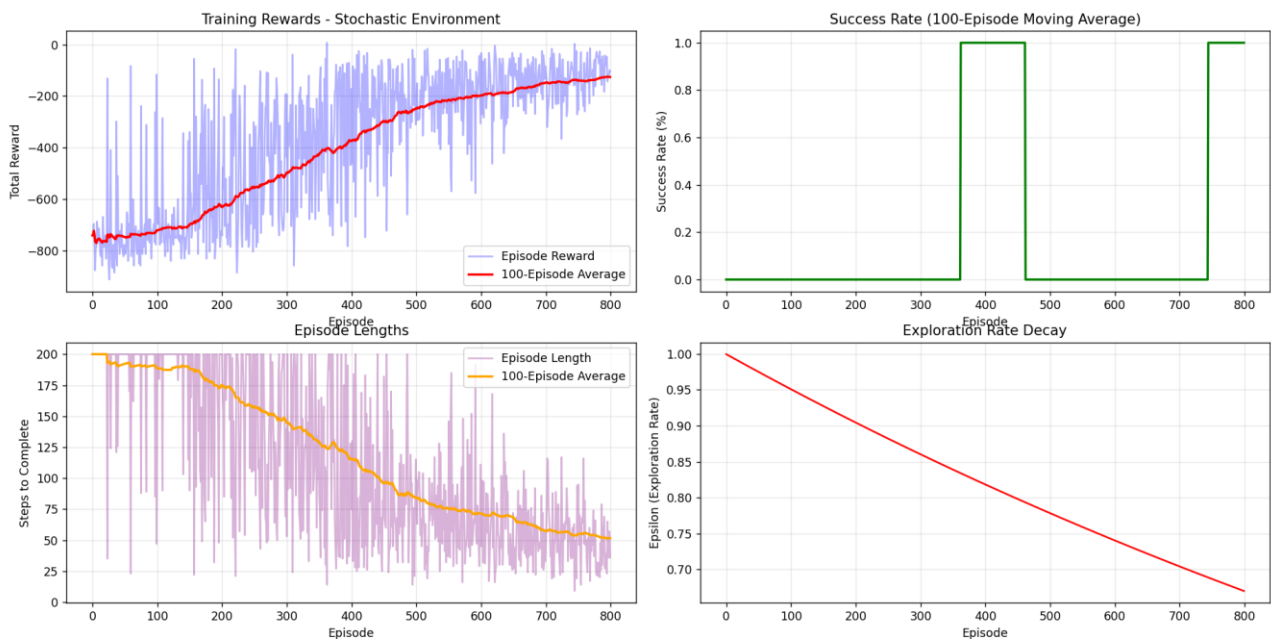 Training Rewards - Stochastic Environment
Total Reward
0
−200
−400
−600
−800
0 100 200 300 400 500 600 700 800
Episode
Episode Reward
100-Episode Average
Success Rate (100-Episode Moving Average)
Success Rate (%)
1.0
0.8
0.6
0.4
0.2
0.0
0 100 200 300 400 500 600 700 800
Episode
Episode Lengths
Steps to Complete
200
175
150
125
100
75
50
25
0
0 100 200 300 400 500 600 700 800
Episode
Episode Length
100-Episode Average
Exploration Rate Decay
Epsilon (Exploration Rate)
1.00
0.95
0.90
0.85
0.80
0.75
0.70
0 100 200 300 400 500 600 700 800
Episode